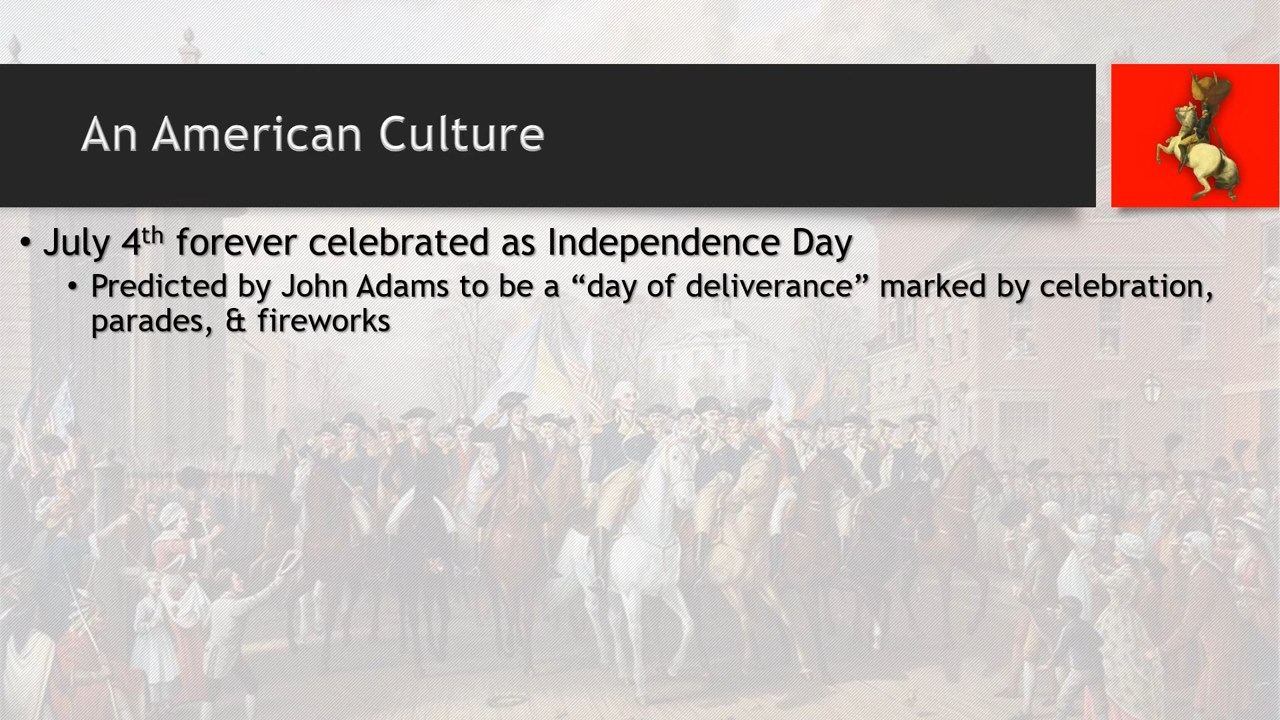 An American Culture
• July 4th forever celebrated as Independence Day
• Predicted by John Adams to be a “day of deliverance” marked by celebration,
parades, & fireworks